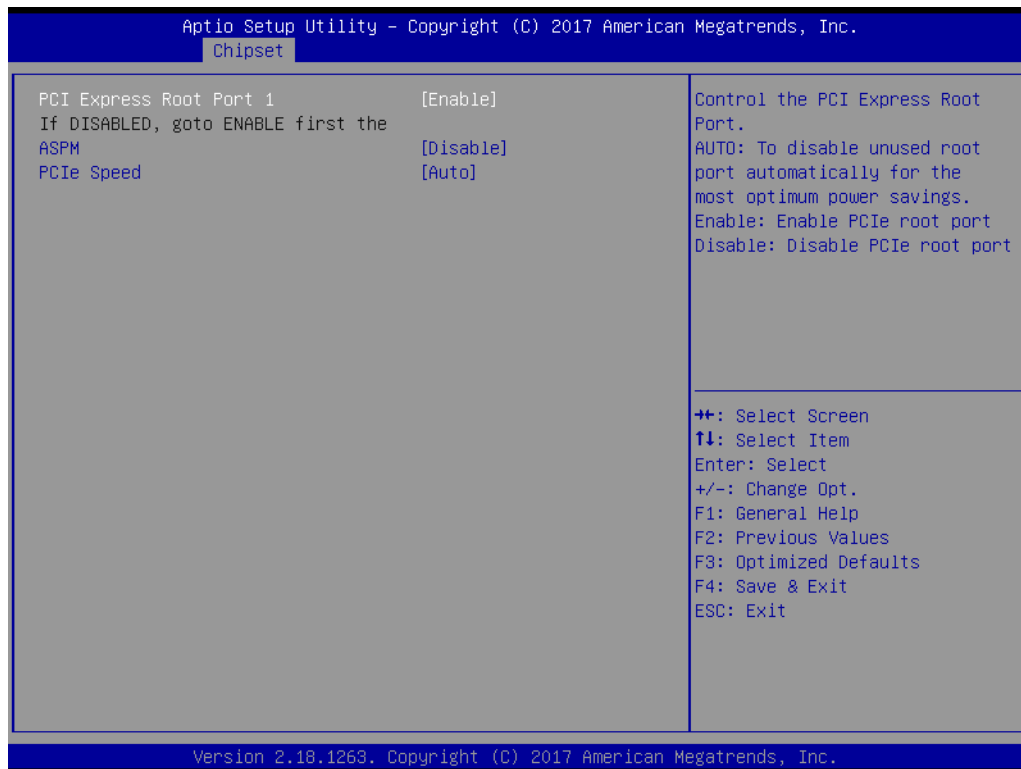 Aptio Setup Utility – Copyright (C) 2017 American Megatrends, Inc.
Chipset
PCI Express Root Port 1 [Enable]
If DISABLED, goto ENABLE first the
ASPM [Disable]
PCIe Speed [Auto]
Control the PCI Express Root
Port.
AUTO: To disable unused root
port automatically for the
most optimum power savings.
Enable: Enable PCIe root port
Disable: Disable PCIe root port
→←: Select Screen
↑↓: Select Item
Enter: Select
+/-: Change Opt.
F1: General Help
F2: Previous Values
F3: Optimized Defaults
F4: Save & Exit
ESC: Exit
Version 2.18.1263. Copyright (C) 2017 American Megatrends, Inc.